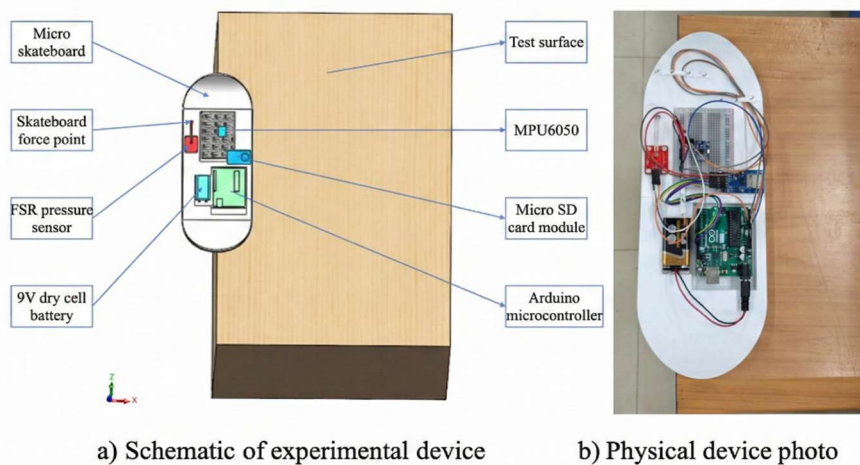 Micro
skateboard
Skateboard
force point
FSR pressure
sensor
9V dry cell
battery
Test surface
MPU6050
Micro SD
card module
Arduino
microcontroller
Z
X
a) Schematic of experimental device
b) Physical device photo